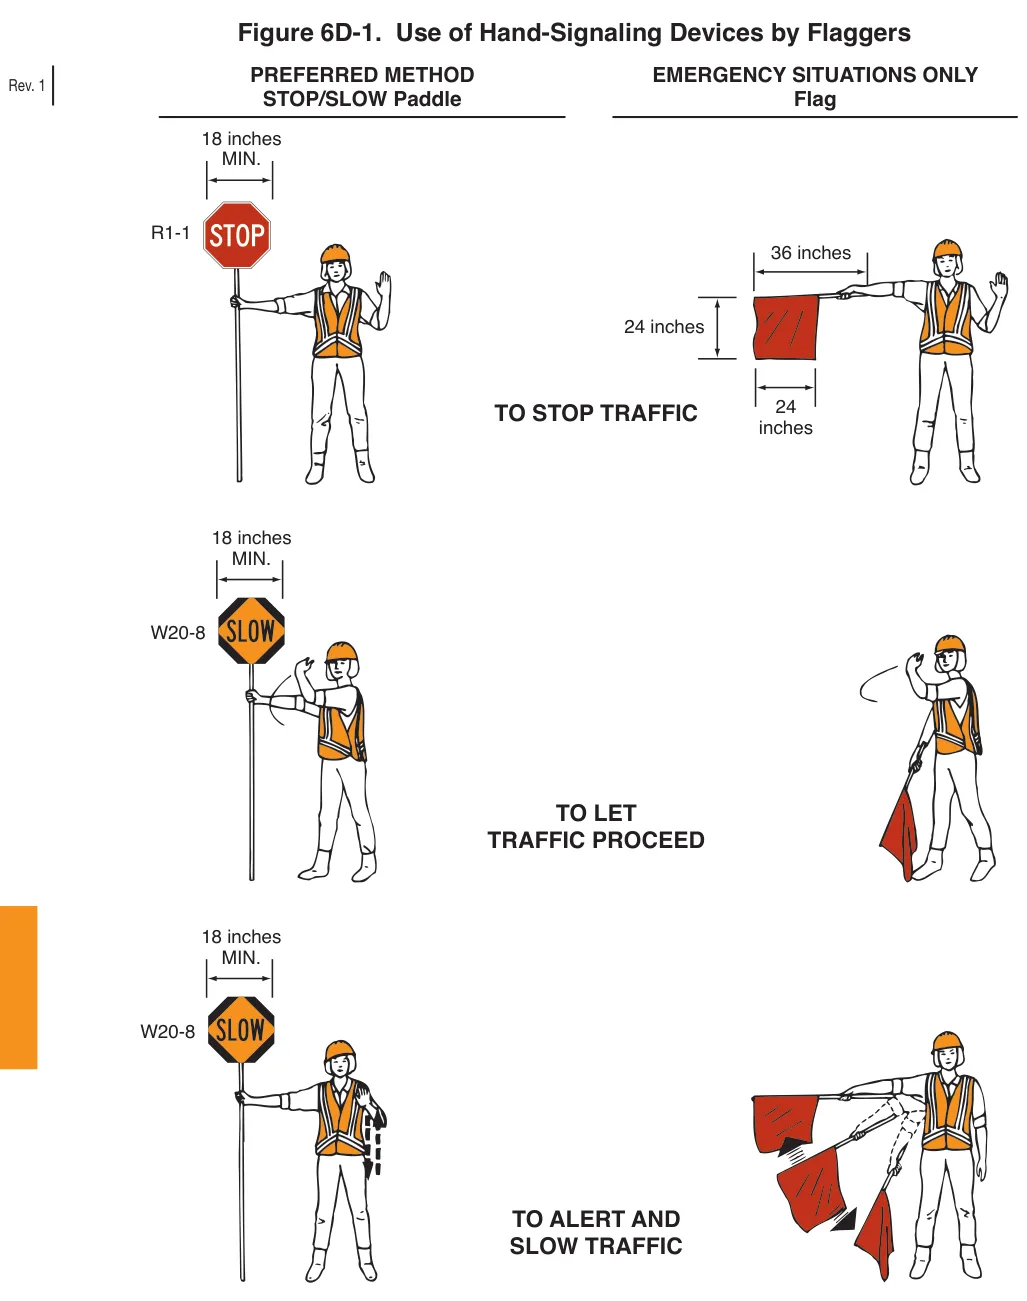 Figure 6D-1.  Use of Hand-Signaling Devices by Flaggers
Rev. 1
PREFERRED METHOD
STOP/SLOW Paddle
EMERGENCY SITUATIONS ONLY
Flag
18 inches
MIN.
R1-1
STOP
36 inches
24 inches
24
inches
TO STOP TRAFFIC
18 inches
MIN.
W20-8
SLOW
TO LET
TRAFFIC PROCEED
18 inches
MIN.
W20-8
SLOW
TO ALERT AND
SLOW TRAFFIC